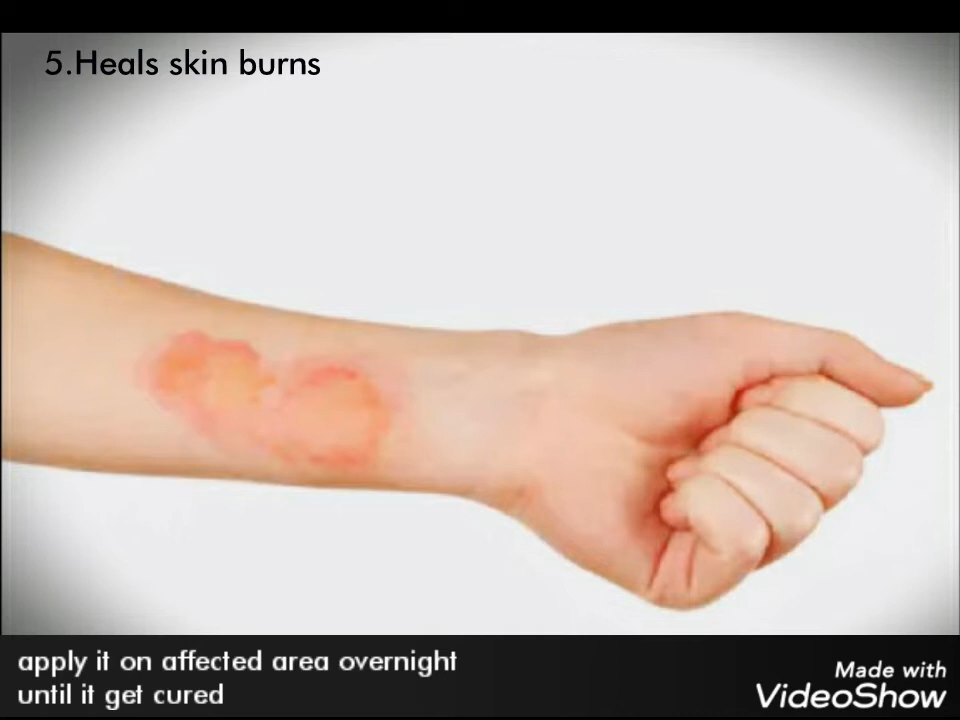 5.Heals skin burns
apply it on affected area overnight
until it get cured
Made with
VideoShow